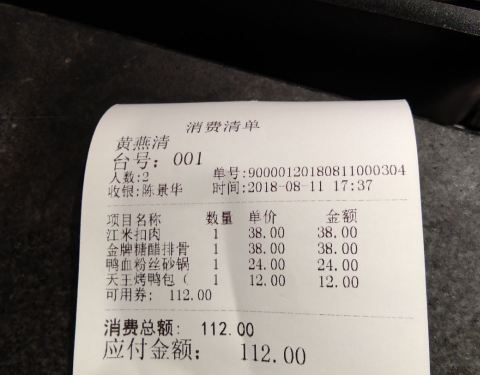 消费清单
黄燕清
台号: 001
人数:2 单号:90000120180811000304
收银:陈景华 时间:2018-08-11 17:37
项目名称 数量 单价 金额
江米扣肉 1 38.00 38.00
金牌糖醋排骨 1 38.00 38.00
鸭血粉丝砂锅 1 24.00 24.00
天王烤鸭包( 1 12.00 12.00
可用券: 112.00
消费总额: 112.00
应付金额: 112.00